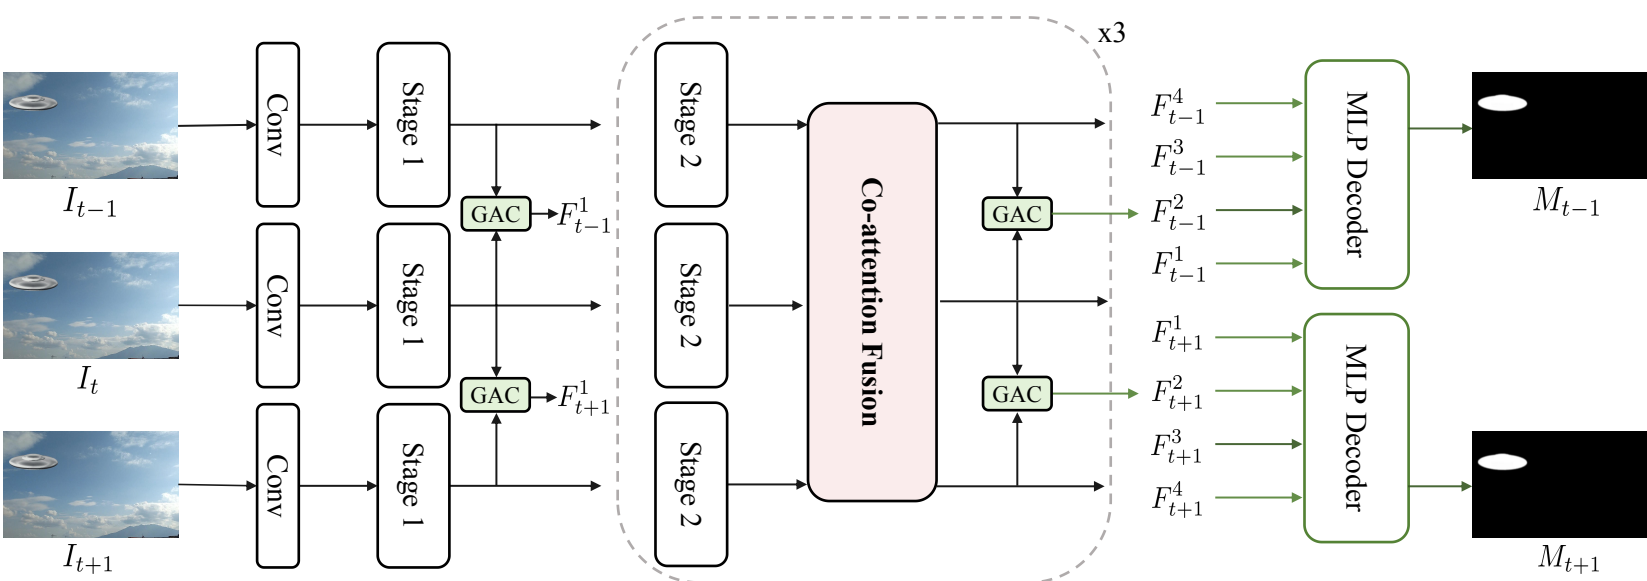 x3
I_{t-1}
Conv
Stage 1
GAC
F^1_{t-1}
I_t
Conv
Stage 1
GAC
F^1_{t+1}
I_{t+1}
Conv
Stage 1
Stage 2
Stage 2
Stage 2
Co-attention Fusion
GAC
GAC
F^4_{t-1}
F^3_{t-1}
F^2_{t-1}
F^1_{t-1}
MLP Decoder
M_{t-1}
F^1_{t+1}
F^2_{t+1}
F^3_{t+1}
F^4_{t+1}
MLP Decoder
M_{t+1}